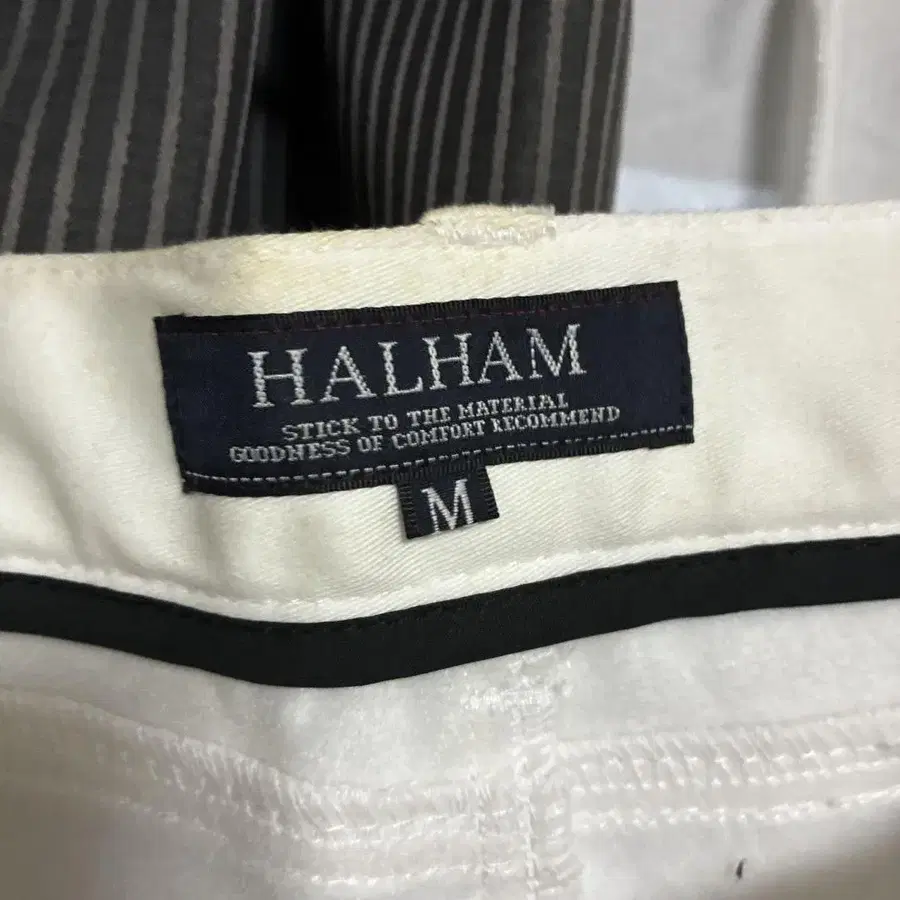 HALHAM
STICK TO THE MATERIAL
GOODNESS OF COMFORT RECOMMEND
M